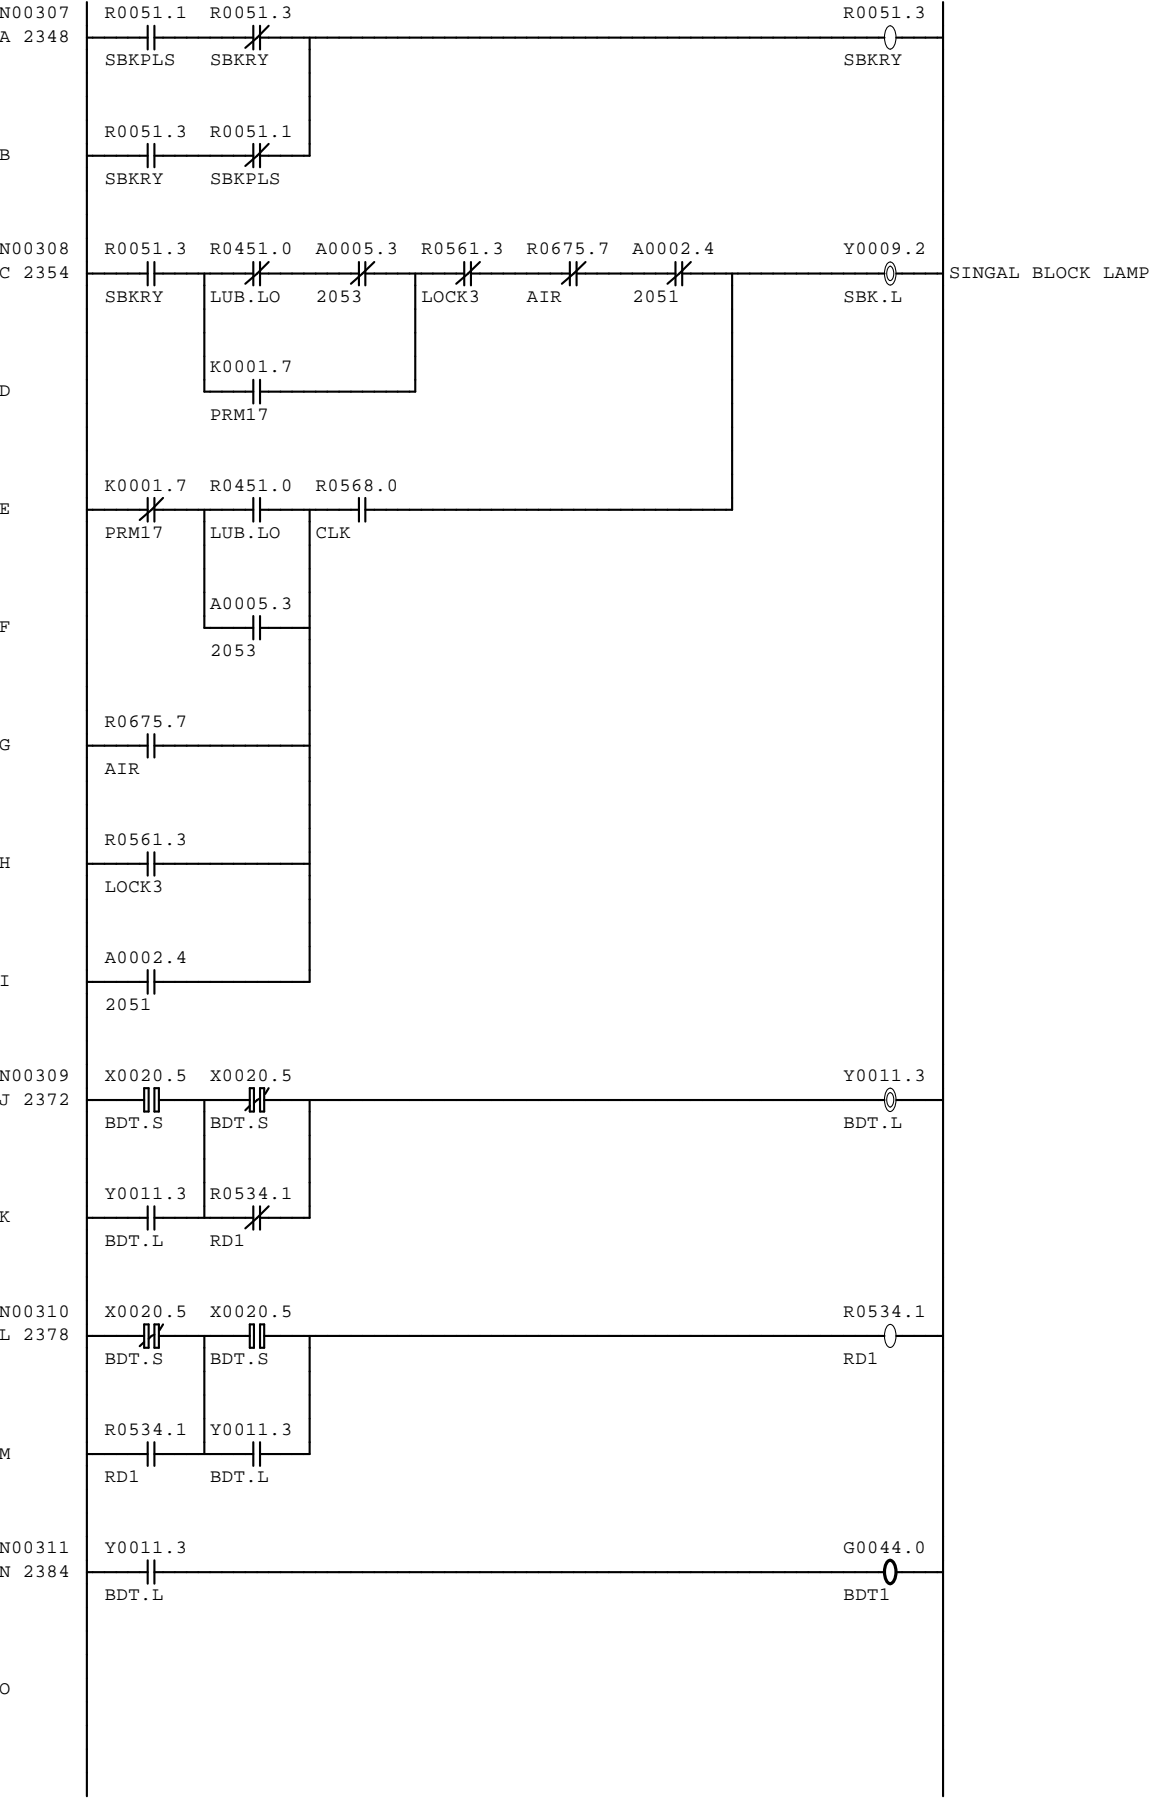 N00307 R0051.1 R0051.3 R0051.3
A 2348
SBKPLS SBKRY SBKRY
R0051.3 R0051.1
B
SBKRY SBKPLS
N00308 R0051.3 R0451.0 A0005.3 R0561.3 R0675.7 A0002.4 Y0009.2
C 2354 SINGAL BLOCK LAMP
SBKRY LUB.LO 2053 LOCK3 AIR 2051 SBK.L
K0001.7
D
PRM17
K0001.7 R0451.0 R0568.0
E
PRM17 LUB.LO CLK
A0005.3
F
2053
R0675.7
G
AIR
R0561.3
H
LOCK3
A0002.4
I
2051
N00309 X0020.5 X0020.5 Y0011.3
J 2372
BDT.S BDT.S BDT.L
Y0011.3 R0534.1
K
BDT.L RD1
N00310 X0020.5 X0020.5 R0534.1
L 2378
BDT.S BDT.S RD1
R0534.1 Y0011.3
M
RD1 BDT.L
N00311 Y0011.3 G0044.0
N 2384
BDT.L BDT1
O